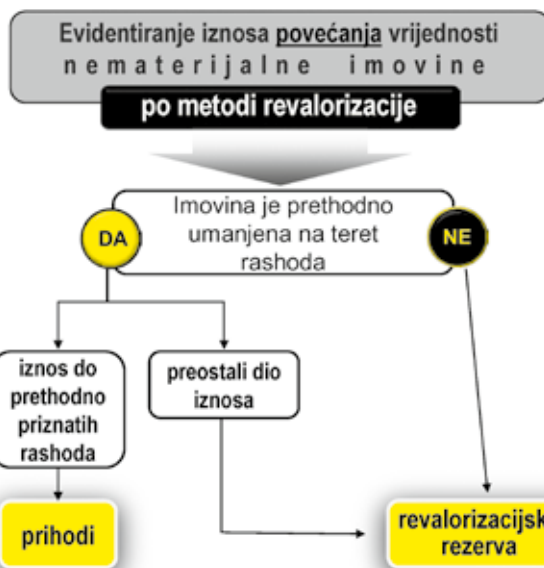 Evidentiranje iznosa povećanja vrijednosti
nematerijalne imovine
po metodi revalorizacije
Imovina je prethodno
umanjena na teret
rashoda
DA
NE
iznos do
prethodno
priznatih
rashoda
preostali dio
iznosa
prihodi
revalorizacijsk
rezerva